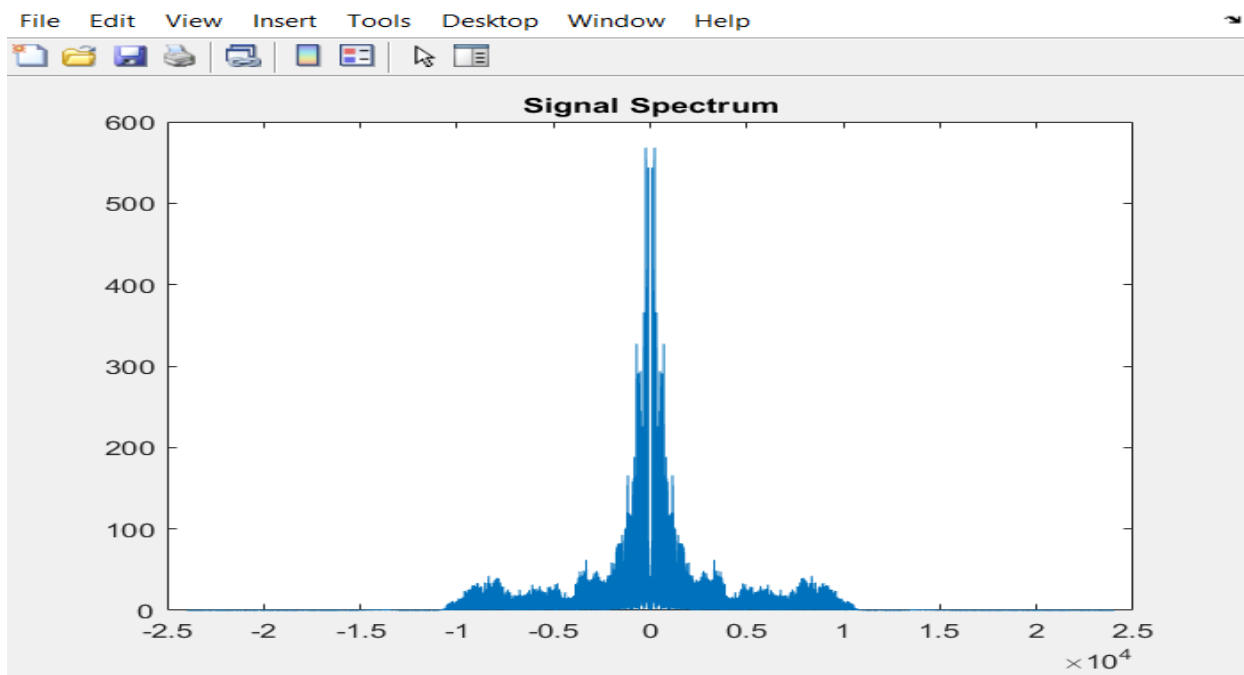 File Edit View Insert Tools Desktop Window Help
Signal Spectrum
600
500
400
300
200
100
0
-2.5 -2 -1.5 -1 -0.5 0 0.5 1 1.5 2 2.5
×10⁴